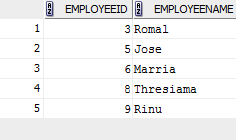 EMPLOYEEID EMPLOYEENAME
1 3 Romal
2 5 Jose
3 6 Marria
4 8 Thresiama
5 9 Rinu